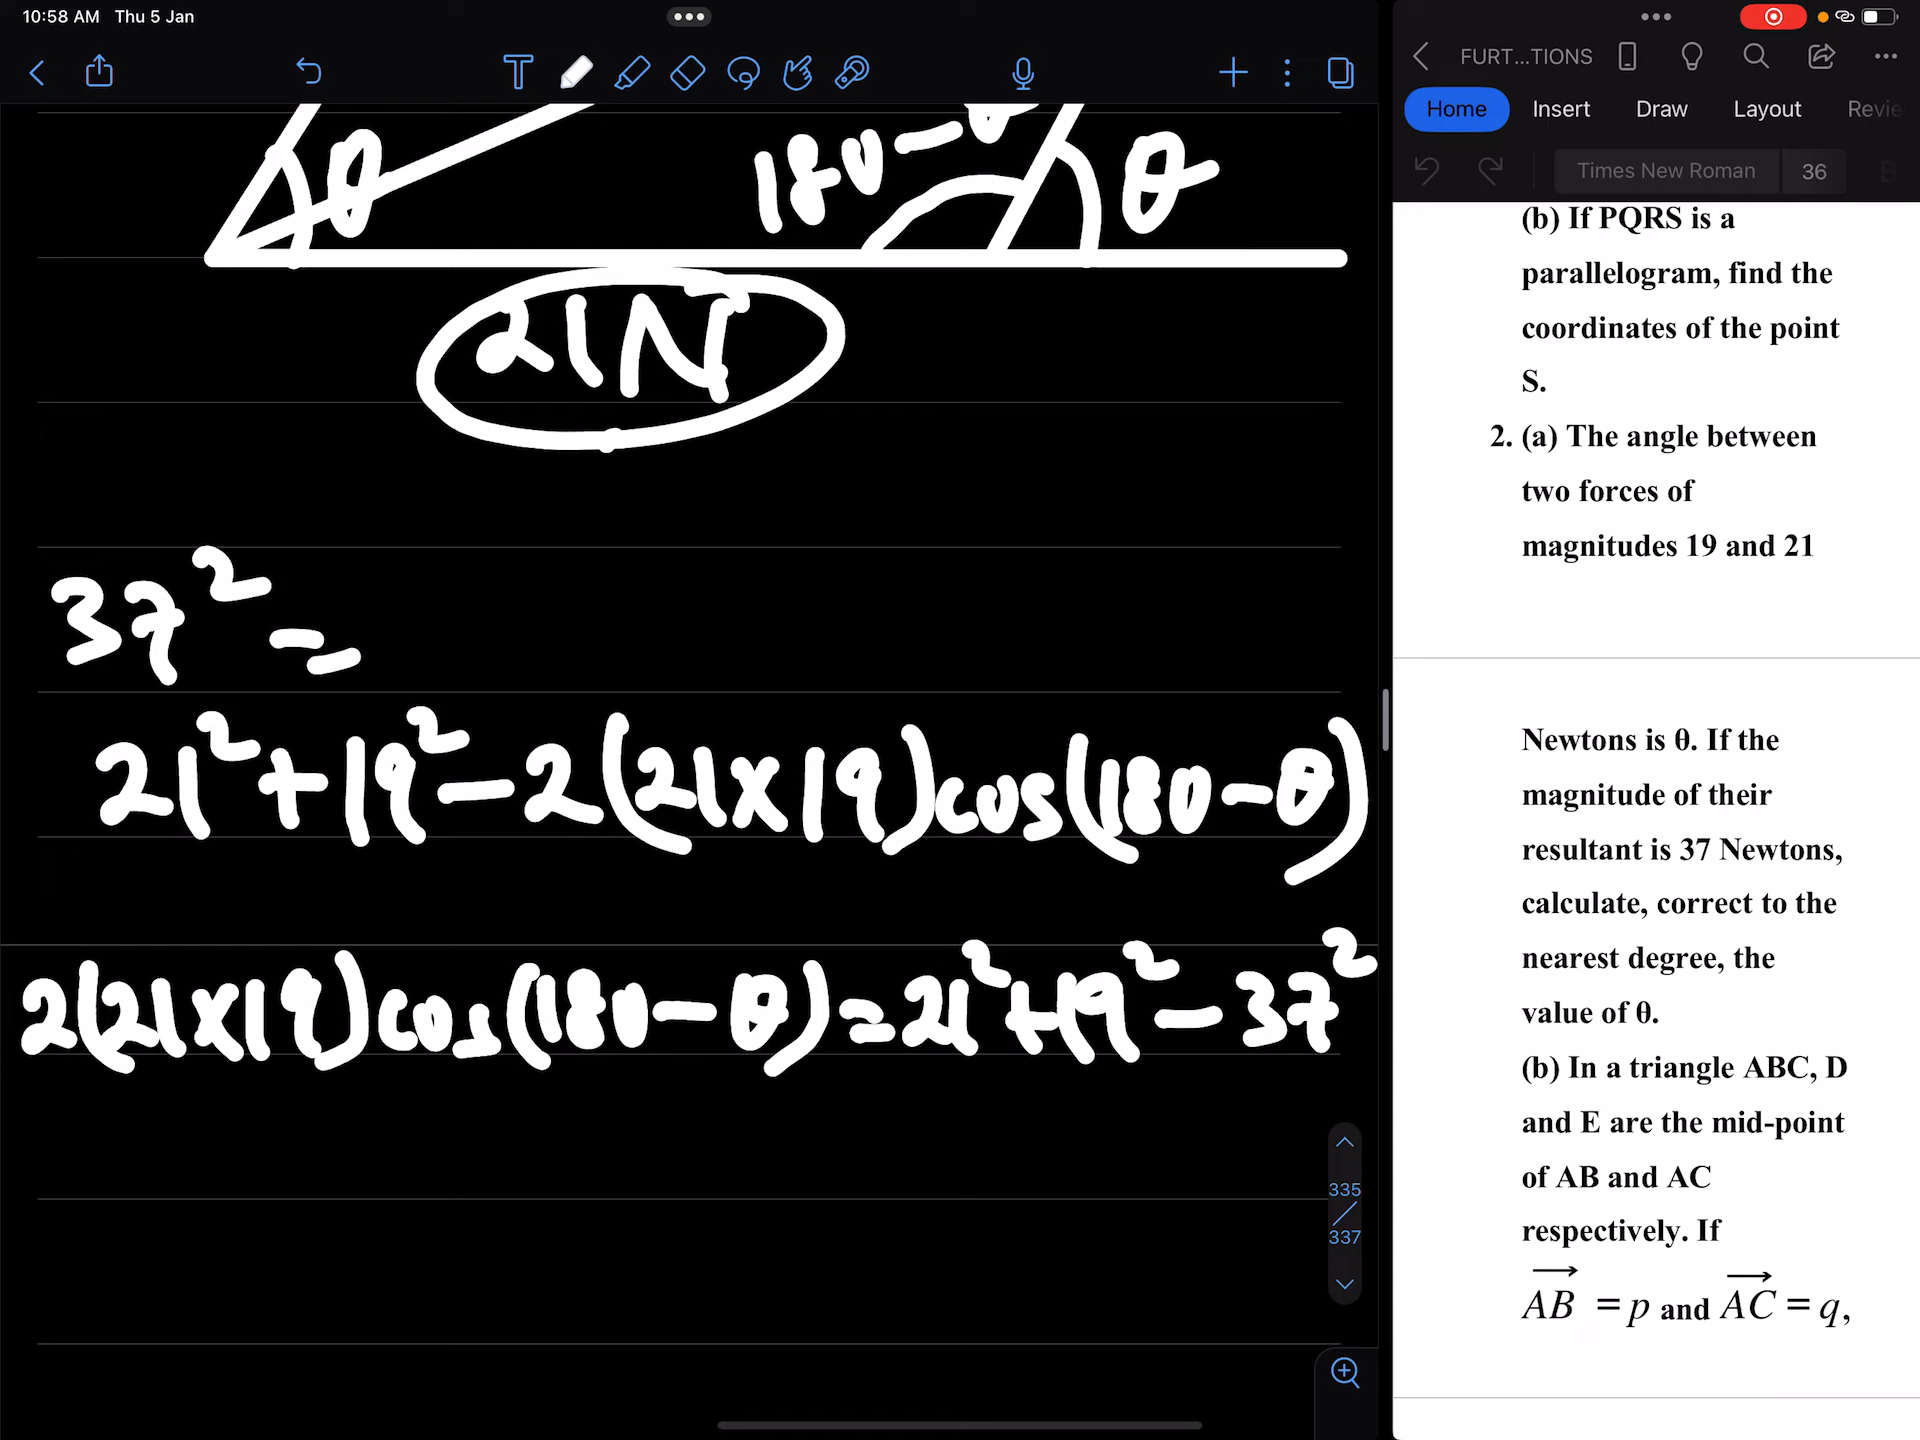 10:58 AM Thu 5 Jan
FURT...TIONS
Home Insert Draw Layout Revie
Times New Roman 36
θ 180-θ θ
21N
37² =
21² + 19² - 2(21×19)cos(180-θ)
2(21×19)cos(180-θ)=21²+19²-37²
335
337
(b) If PQRS is a
parallelogram, find the
coordinates of the point
S.
2. (a) The angle between
two forces of
magnitudes 19 and 21
Newtons is θ. If the
magnitude of their
resultant is 37 Newtons,
calculate, correct to the
nearest degree, the
value of θ.
(b) In a triangle ABC, D
and E are the mid-point
of AB and AC
respectively. If
AB = p and AC = q,